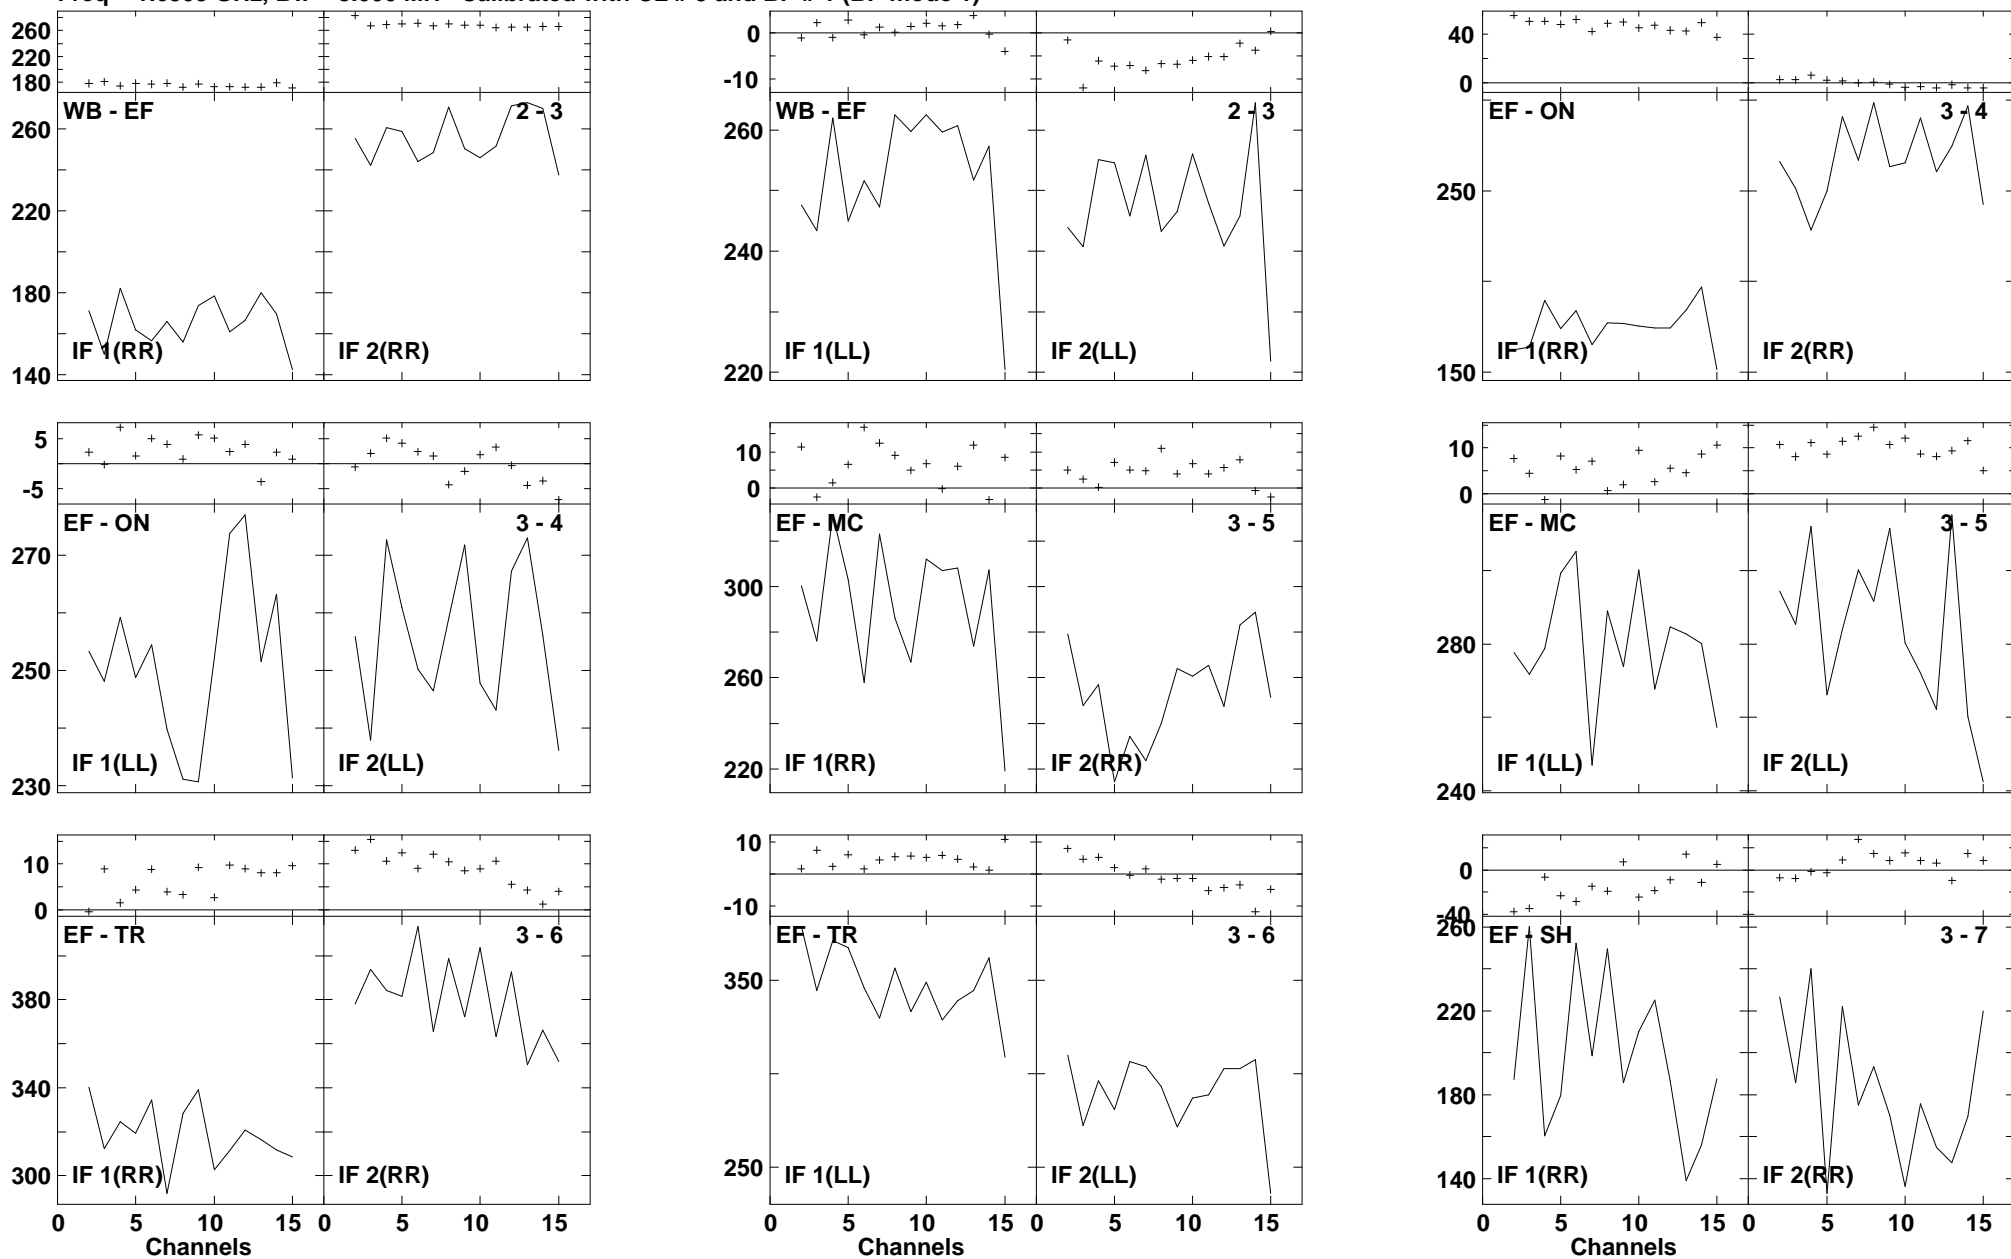 260
220
180
WB - EF 2 - 3
260
220
180
140
IF 1(RR) IF 2(RR)
0
-10
WB - EF 2 - 3
260
240
220
IF 1(LL) IF 2(LL)
40
0
EF - ON 3 - 4
250
150
IF 1(RR) IF 2(RR)
5
-5
EF - ON 3 - 4
270
250
230
IF 1(LL) IF 2(LL)
10
0
EF - MC 3 - 5
300
260
220
IF 1(RR) IF 2(RR)
10
0
EF - MC 3 - 5
280
240
IF 1(LL) IF 2(LL)
10
0
EF - TR 3 - 6
380
340
300
IF 1(RR) IF 2(RR)
0 5 10 15 0 5 10 15
Channels
10
-10
EF - TR 3 - 6
350
250
IF 1(LL) IF 2(LL)
0 5 10 15 0 5 10 15
Channels
0
-40
EF - SH 3 - 7
260
220
180
140
IF 1(RR) IF 2(RR)
0 5 10 15 0 5 10 15
Channels